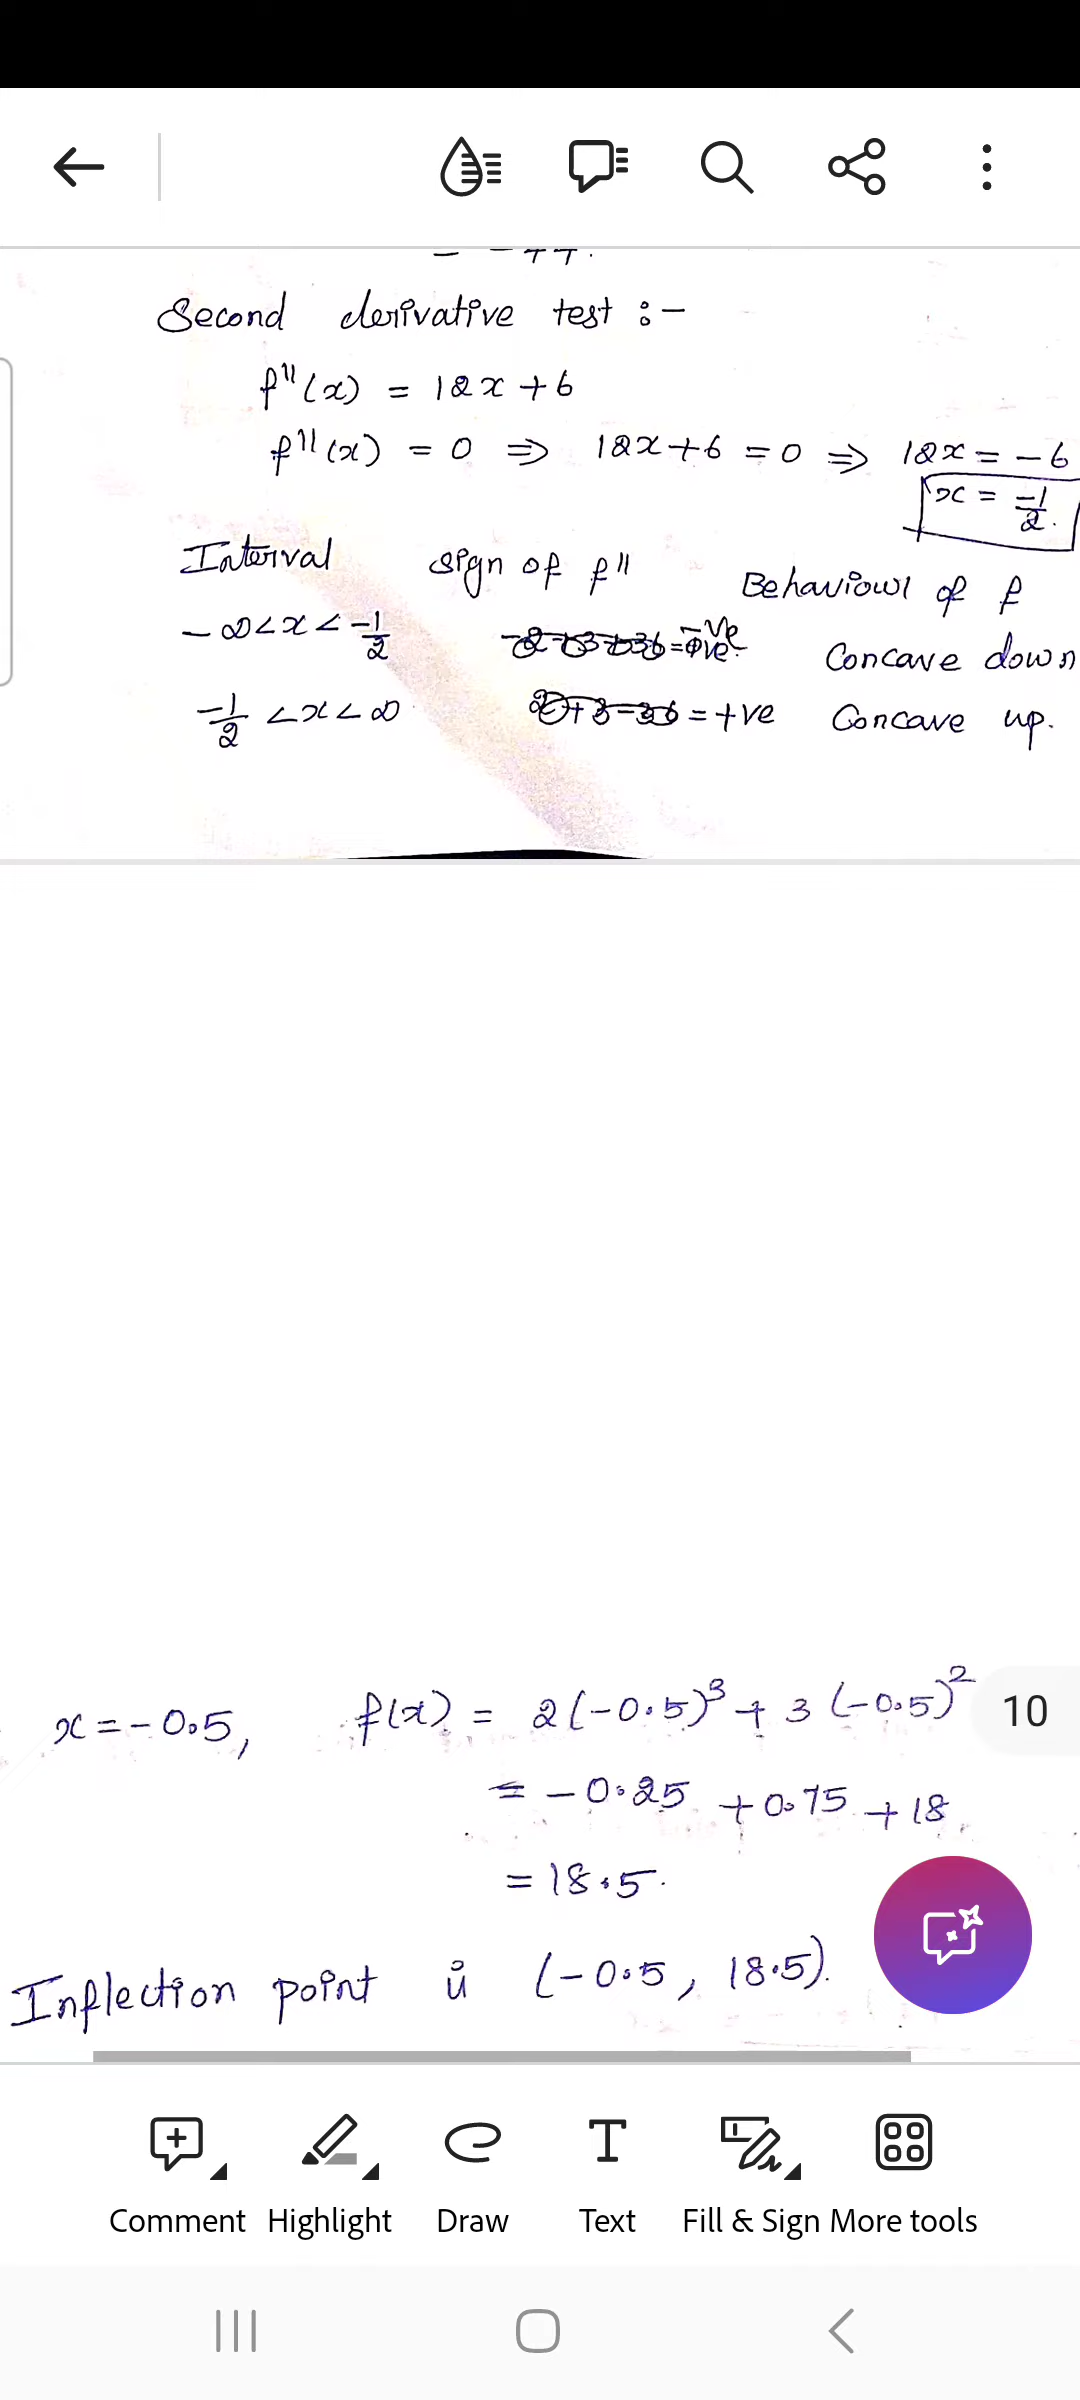 - - 44.
Second derivative test :-
f"(x) = 12x + 6
f"(x) = 0 ⇒ 12x + 6 = 0 ⇒ 12x = -6
x = -1/2.
Interval sign of f" Behaviour of f
-∞ < x < -1/2 = -ve Concave down
-1/2 < x < ∞ = +ve Concave up.
x = -0.5, f(x) = 2(-0.5)³ + 3(-0.5)²
10
= -0.25 + 0.75 + 18
= 18.5.
Inflection point is (-0.5, 18.5).
Comment Highlight Draw Text Fill & Sign More tools